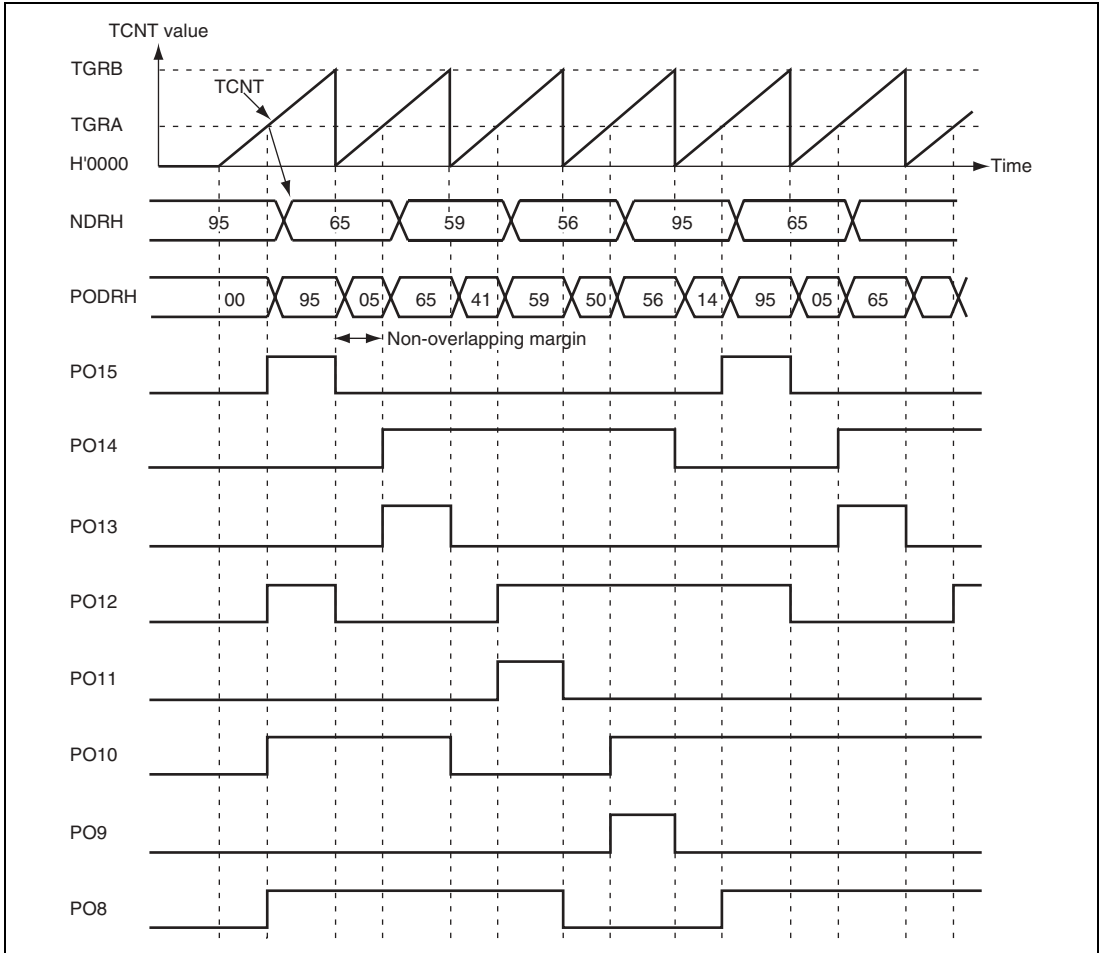 TCNT value
TGRB
TCNT
TGRA
H'0000
Time
NDRH 95 65 59 56 95 65
PODRH 00 95 05 65 41 59 50 56 14 95 05 65
Non-overlapping margin
PO15
PO14
PO13
PO12
PO11
PO10
PO9
PO8